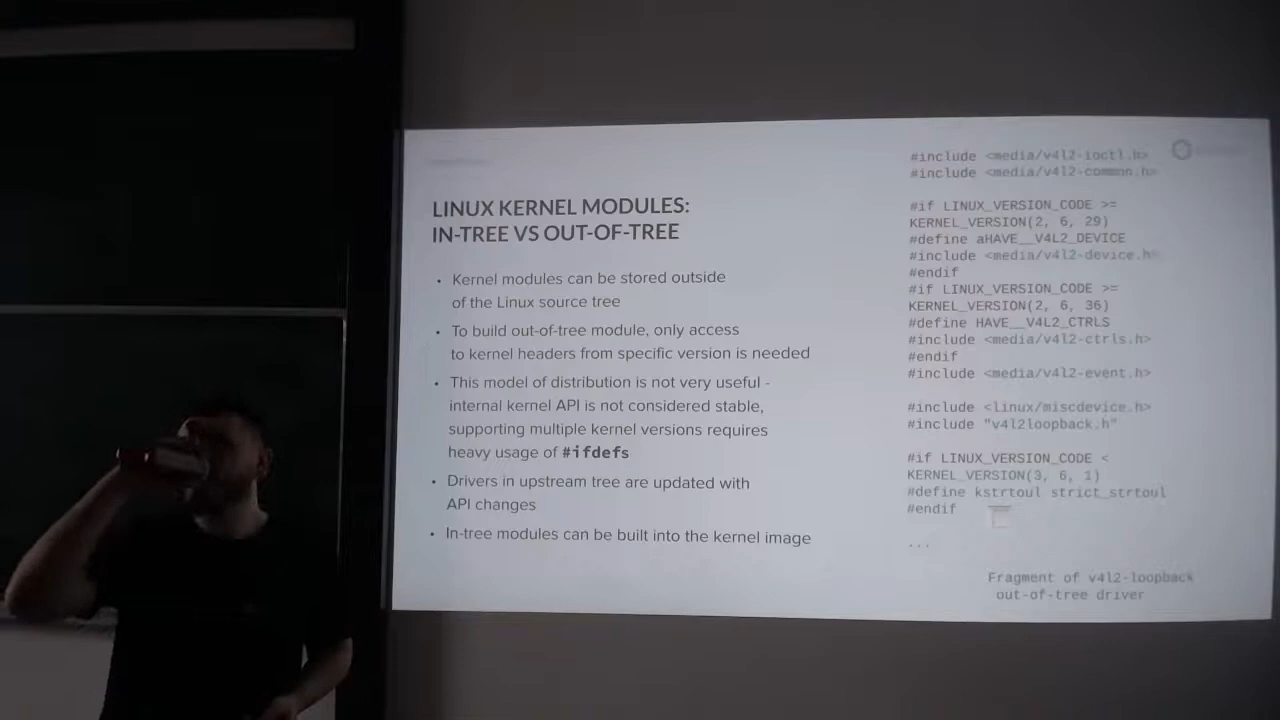 LINUX KERNEL MODULES:
IN-TREE VS OUT-OF-TREE
• Kernel modules can be stored outside
of the Linux source tree
• To build out-of-tree module, only access
to kernel headers from specific version is needed
• This model of distribution is not very useful -
internal kernel API is not considered stable,
supporting multiple kernel versions requires
heavy usage of #ifdefs
• Drivers in upstream tree are updated with
API changes
• In-tree modules can be built into the kernel image
#include <media/v4l2-ioctl.h>
#include <media/v4l2-common.h>
#if LINUX_VERSION_CODE >=
KERNEL_VERSION(2, 6, 29)
#define aHAVE__V4L2_DEVICE
#include <media/v4l2-device.h>
#endif
#if LINUX_VERSION_CODE >=
KERNEL_VERSION(2, 6, 36)
#define HAVE__V4L2_CTRLS
#include <media/v4l2-ctrls.h>
#endif
#include <media/v4l2-event.h>
#include <linux/miscdevice.h>
#include "v4l2loopback.h"
#if LINUX_VERSION_CODE <
KERNEL_VERSION(3, 6, 1)
#define kstrtoul strict_strtoul
#endif
...
Fragment of v4l2-loopback
out-of-tree driver